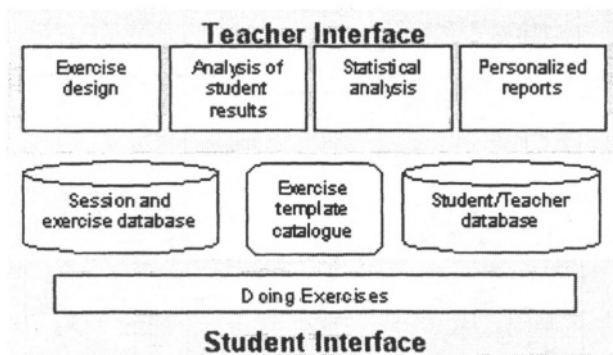 Teacher Interface
Exercise
design
Analysis of
student
results
Statistical
analysis
Personalized
reports
Session and
exercise database
Exercise
template
catalogue
Student/Teacher
database
Doing Exercises
Student Interface